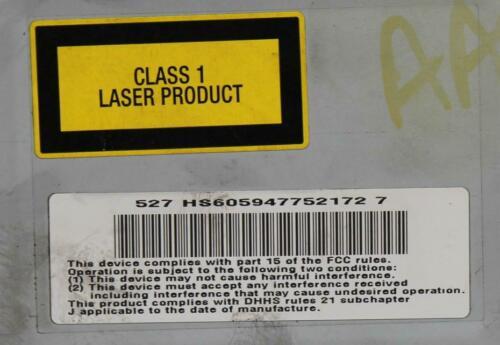 CLASS 1
LASER PRODUCT
AA
527 HS605947752172 7
This device complies with part 15 of the FCC rules.
Operation is subject to the following two conditions:
(1) This device may not cause harmful interference.
(2) This device must accept any interference received
including interference that may cause undesired operation.
This product complies with DHHS rules 21 subchapter
J applicable to the date of manufacture.